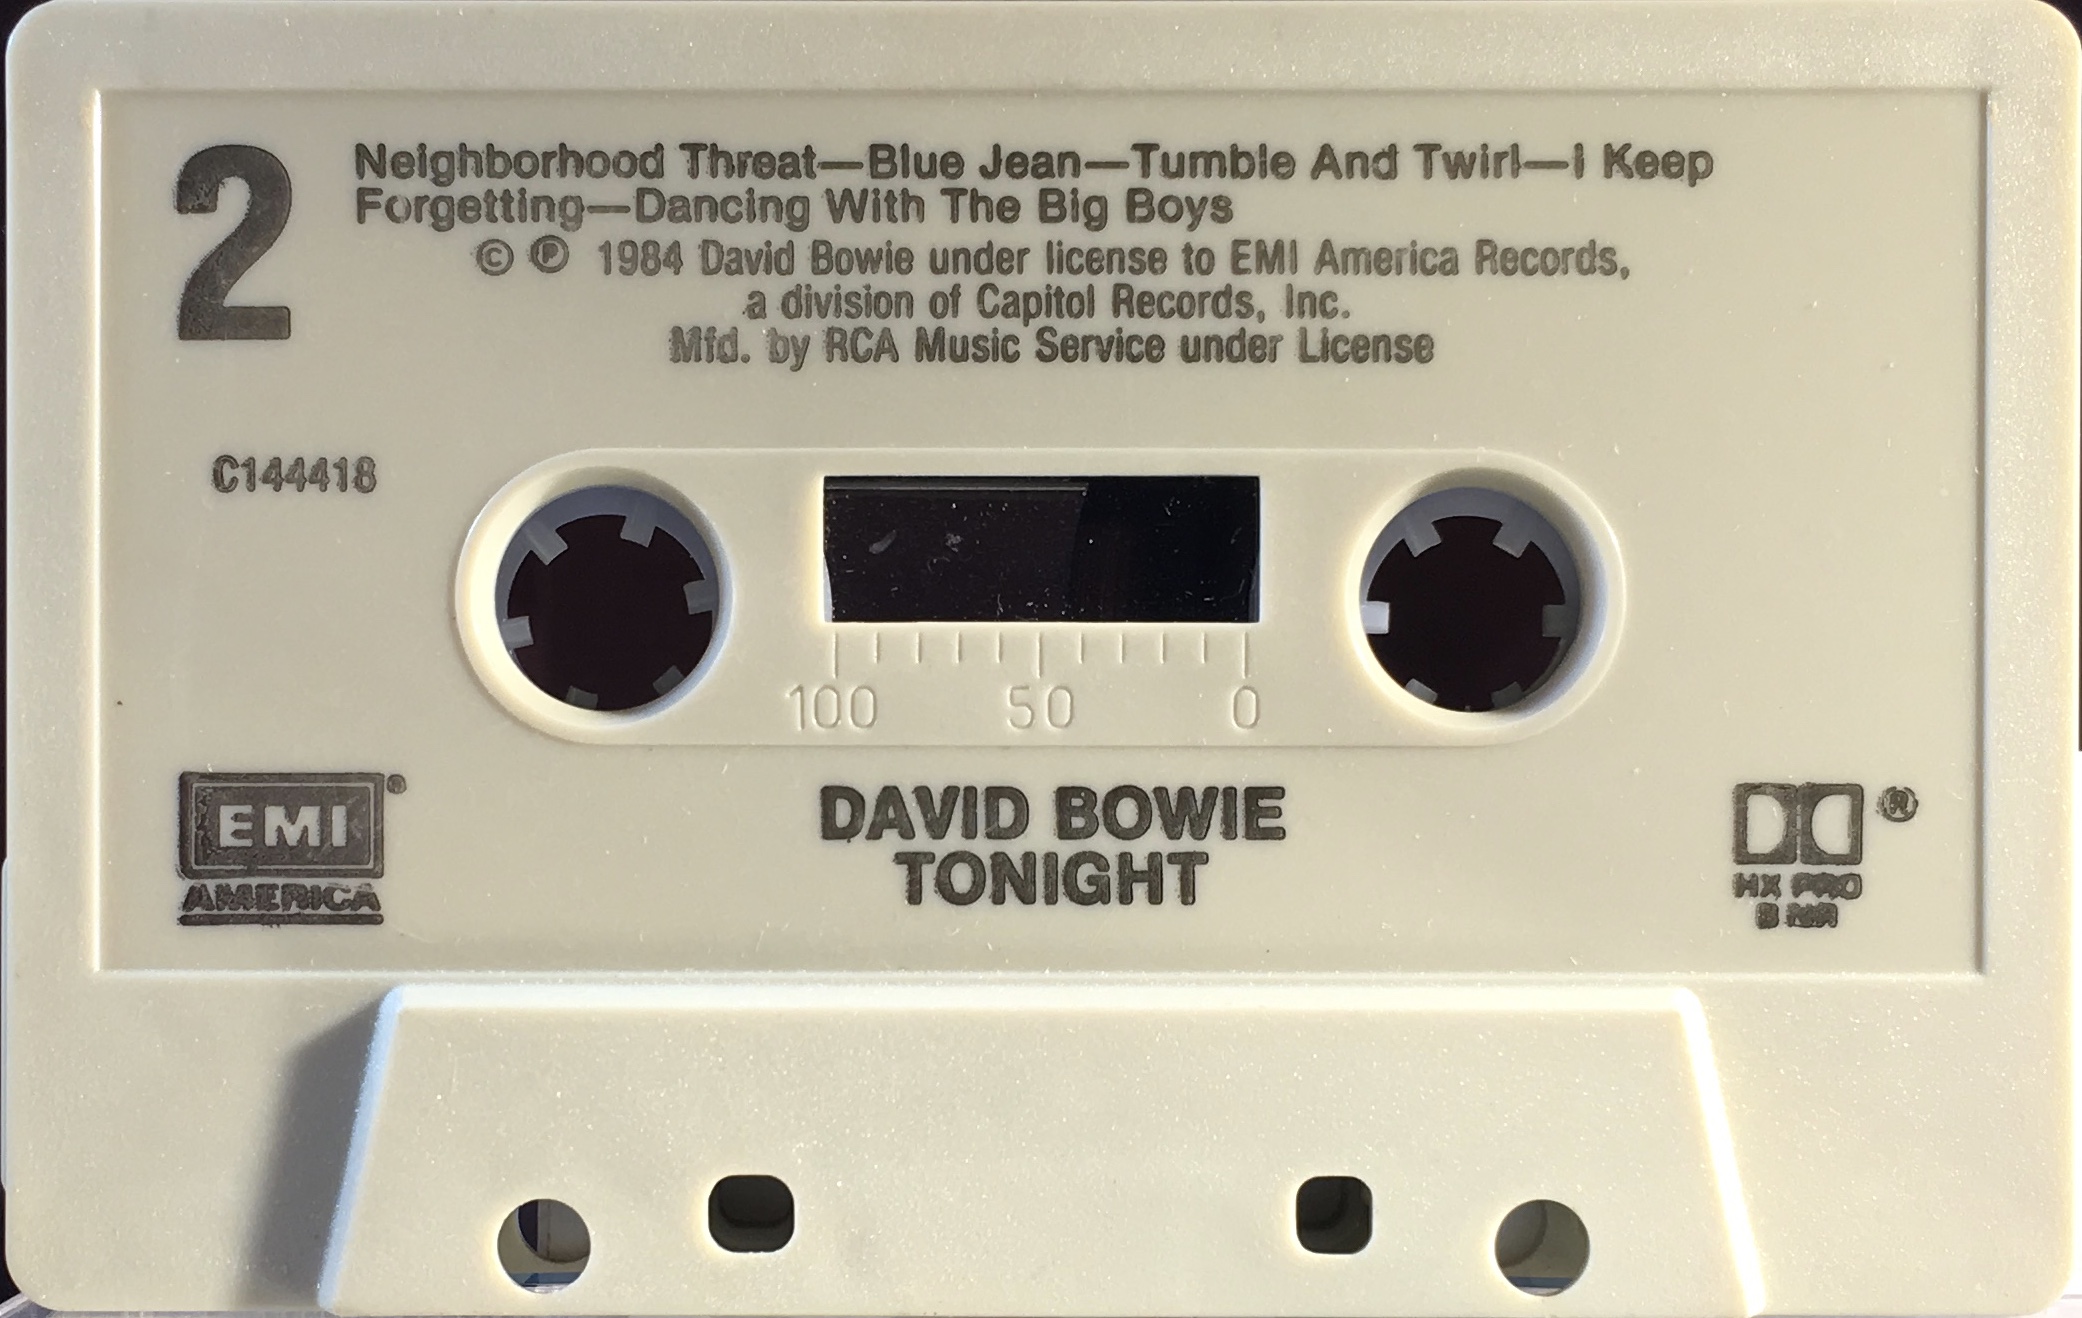 2
Neighborhood Threat—Blue Jean—Tumble And Twirl—I Keep
Forgetting—Dancing With The Big Boys
© ℗ 1984 David Bowie under license to EMI America Records,
a division of Capitol Records, Inc.
Mfd. by RCA Music Service under License
C144418
100 50 0
EMI®
AMERICA
DAVID BOWIE
TONIGHT
®
HX PRO
B NR